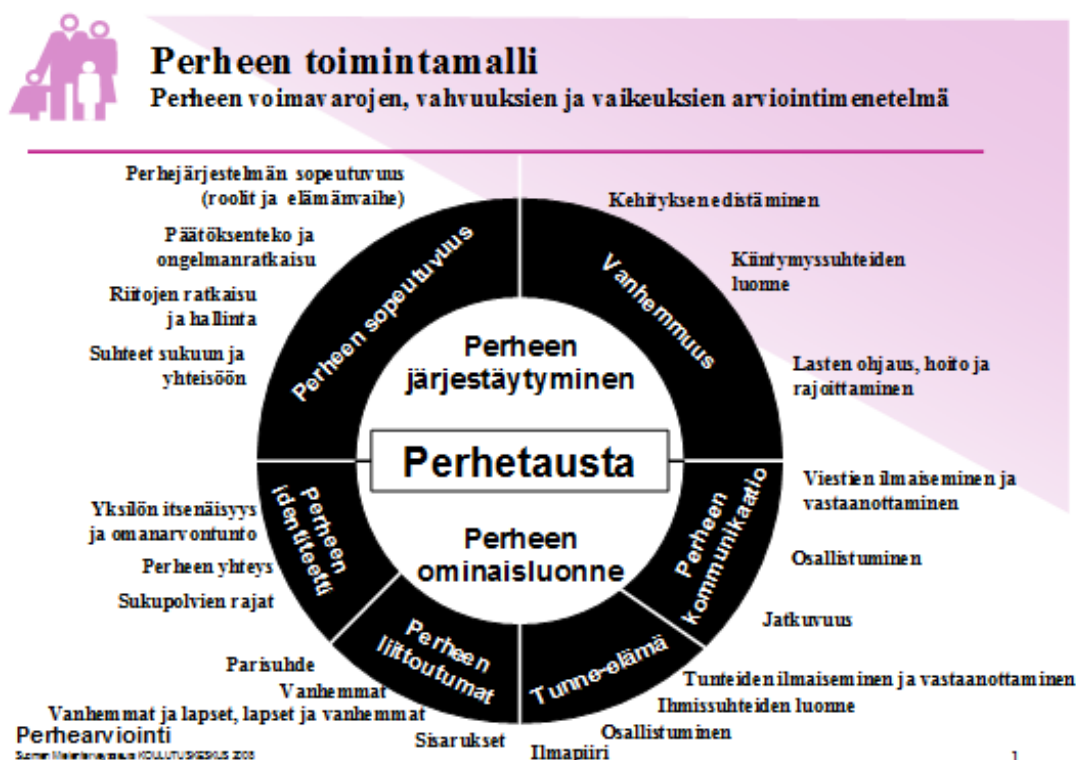 Perheen toimintamalli
Perheen voimavarojen, vahvuuksien ja vaikeuksien arviointimenetelmä
Perhejärjestelmän sopeutuvuus
(roolit ja elämänvaihe)
Päätöksenteko ja
ongelmanratkaisu
Riitojen ratkaisu
ja hallinta
Suhteet sukuun ja
yhteisöön
Kehityksen edistäminen
Kiintymyssuhteiden
luonne
Lasten ohjaus, hoito ja
rajoittaminen
Perheen sopeutuvuus
Vanhemmuus
Perheen
järjestäytyminen
Perhetausta
Perheen
ominaisluonne
Perheen
identiteetti
Perheen
liittoutumat
Tunne-elämä
Perheen
kommunikaatio
Viestien ilmaiseminen ja
vastaanottaminen
Osallistuminen
Jatkuvuus
Yksilön itsenäisyys
ja omanarvontunto
Perheen yhteys
Sukupolvien rajat
Parisuhde
Vanhemmat
Vanhemmat ja lapset, lapset ja vanhemmat
Sisarukset
Tunteiden ilmaiseminen ja vastaanottaminen
Ihmissuhteiden luonne
Osallistuminen
Ilmapiiri
Perhearviointi
Suomen Mielenterveysseura KOULUTUSKESKUS
1